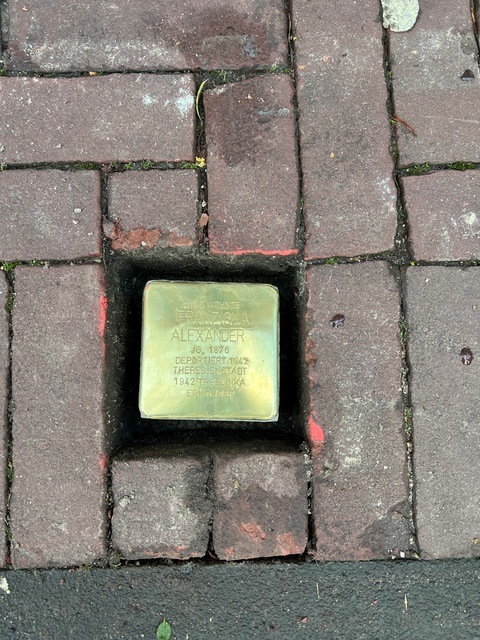 HIER WOHNTE
FRANZISKA
ALEXANDER
JG. 1876
DEPORTIERT 1942
THERESIENSTADT
1942 TREBLINKA
ERMORDET